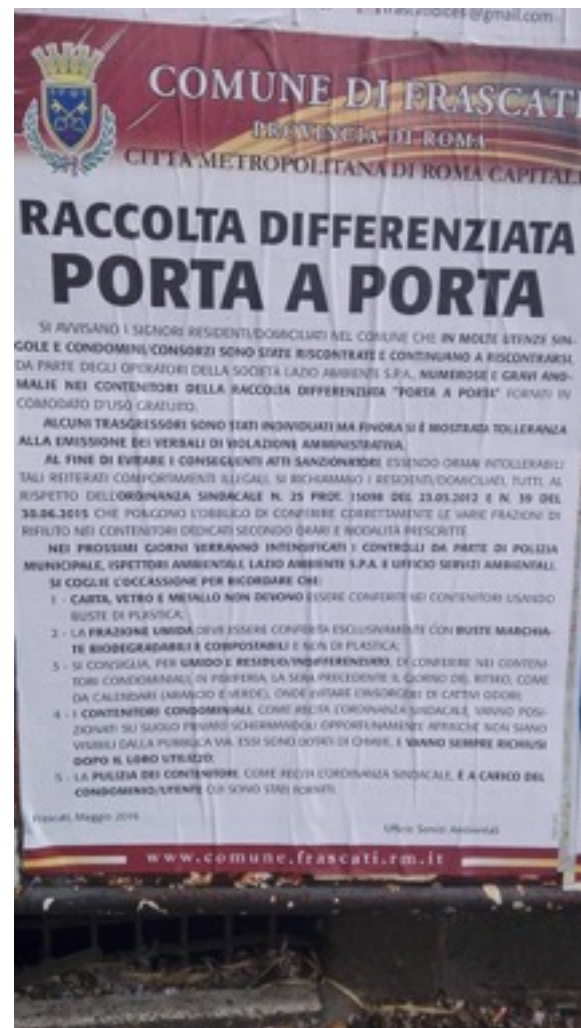 frascatidices@gmail.com
COMUNE DI FRASCATI
PROVINCIA DI ROMA
CITTÀ METROPOLITANA DI ROMA CAPITALE
RACCOLTA DIFFERENZIATA
PORTA A PORTA
SI AVVISANO I SIGNORI RESIDENTI/DOMICILIATI NEL COMUNE CHE IN MOLTE UTENZE SIN-
GOLE E CONDOMINI/CONSORZI SONO STATE RISCONTRATE E CONTINUANO A RISCONTRARSI,
DA PARTE DEGLI OPERATORI DELLA SOCIETÀ LAZIO AMBIENTE S.P.A., NUMEROSE E GRAVI ANO-
MALIE NEI CONTENITORI DELLA RACCOLTA DIFFERENZIATA "PORTA A PORTA" FORNITI IN
COMODATO D'USO GRATUITO.
ALCUNI TRASGRESSORI SONO STATI INDIVIDUATI MA FINORA SI È MOSTRATA TOLLERANZA
ALLA EMISSIONE DEI VERBALI DI VIOLAZIONE AMMINISTRATIVA.
AL FINE DI EVITARE I CONSEGUENTI ATTI SANZIONATORI, ESSENDO ORMAI INTOLLERABILI
TALI REITERATI COMPORTAMENTI ILLEGALI, SI RICHIAMANO I RESIDENTI/DOMICILIATI, TUTTI, AL
RISPETTO DELL'ORDINANZA SINDACALE N. 25 PROT. 15098 DEL 23.05.2012 E N. 59 DEL
30.06.2015 CHE PONGONO L'OBBLIGO DI CONFERIRE CORRETTAMENTE LE VARIE FRAZIONI DI
RIFIUTO NEI CONTENITORI DEDICATI SECONDO ORARI E MODALITÀ PRESCRITTE.
NEI PROSSIMI GIORNI VERRANNO INTENSIFICATI I CONTROLLI DA PARTE DI POLIZIA
MUNICIPALE, ISPETTORI AMBIENTALI, LAZIO AMBIENTE S.P.A. E UFFICIO SERVIZI AMBIENTALI.
SI COGLIE L'OCCASSIONE PER RICORDARE CHE:
1 - CARTA, VETRO E METALLO NON DEVONO ESSERE CONFERITI NEI CONTENITORI USANDO
BUSTE DI PLASTICA;
2 - LA FRAZIONE UMIDA DEVE ESSERE CONFERITA ESCLUSIVAMENTE CON BUSTE MARCHIA-
TE BIODEGRADABILI E COMPOSTABILI E NON DI PLASTICA;
3 - SI CONSIGLIA, PER UMIDO E RESIDUO/INDIFFERENZIATO, DI CONFERIRE NEI CONTENI-
TORI CONDOMINIALI, IN PERIFERIA, LA SERA PRECEDENTE IL GIORNO DEL RITIRO, COME
DA CALENDARI (ARANCIO E VERDE), ONDE EVITARE L'INSORGERE DI CATTIVI ODORI;
4 - I CONTENITORI CONDOMINIALI, COME RECITA L'ORDINANZA SINDACALE, VANNO POSI-
ZIONATI SU SUOLO PRIVATO SCHERMANDOLI OPPORTUNAMENTE AFFINCHÉ NON SIANO
VISIBILI DALLA PUBBLICA VIA. ESSI SONO DOTATI DI CHIAVE, E VANNO SEMPRE RICHIUSI
DOPO IL LORO UTILIZZO;
5 - LA PULIZIA DEI CONTENITORI, COME RECITA L'ORDINANZA SINDACALE, È A CARICO DEL
CONDOMINIO/UTENTE CUI SONO STATI FORNITI.
Frascati, Maggio 2016
Ufficio Servizi Ambientali
www.comune.frascati.rm.it